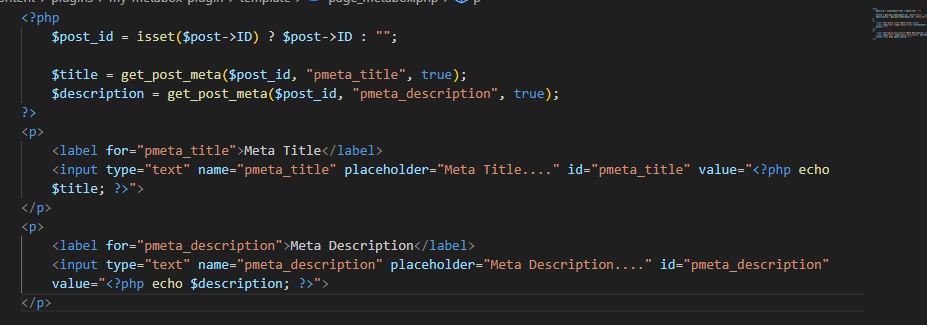 ontent > plugins > my-metabox-plugin > template > page_metabox.php > p
<?php
$post_id = isset($post->ID) ? $post->ID : "";
$title = get_post_meta($post_id, "pmeta_title", true);
$description = get_post_meta($post_id, "pmeta_description", true);
?>
<p>
<label for="pmeta_title">Meta Title</label>
<input type="text" name="pmeta_title" placeholder="Meta Title...." id="pmeta_title" value="<?php echo
$title; ?>">
</p>
<p>
<label for="pmeta_description">Meta Description</label>
<input type="text" name="pmeta_description" placeholder="Meta Description...." id="pmeta_description"
value="<?php echo $description; ?>">
</p>